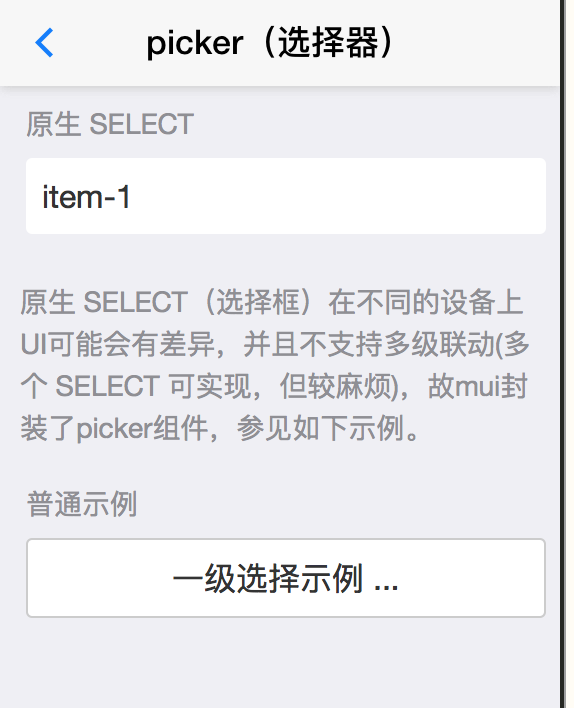 picker（选择器）
原生 SELECT
item-1
原生 SELECT（选择框）在不同的设备上
UI可能会有差异，并且不支持多级联动(多
个 SELECT 可实现，但较麻烦)，故mui封
装了picker组件，参见如下示例。
普通示例
一级选择示例 ...